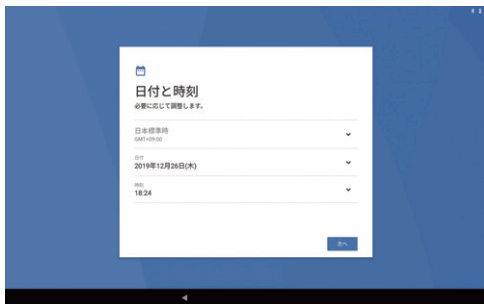 日付と時刻
必要に応じて調整します。
日本標準時
GMT+09:00
日付
2019年12月26日(木)
時刻
18:24
次へ